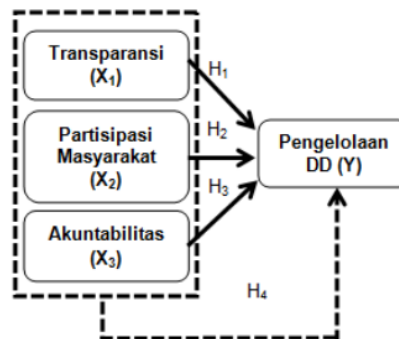 Transparansi
(X₁)
H₁
Partisipasi
Masyarakat
(X₂)
H₂
Pengelolaan
DD (Y)
H₃
Akuntabilitas
(X₃)
H₄